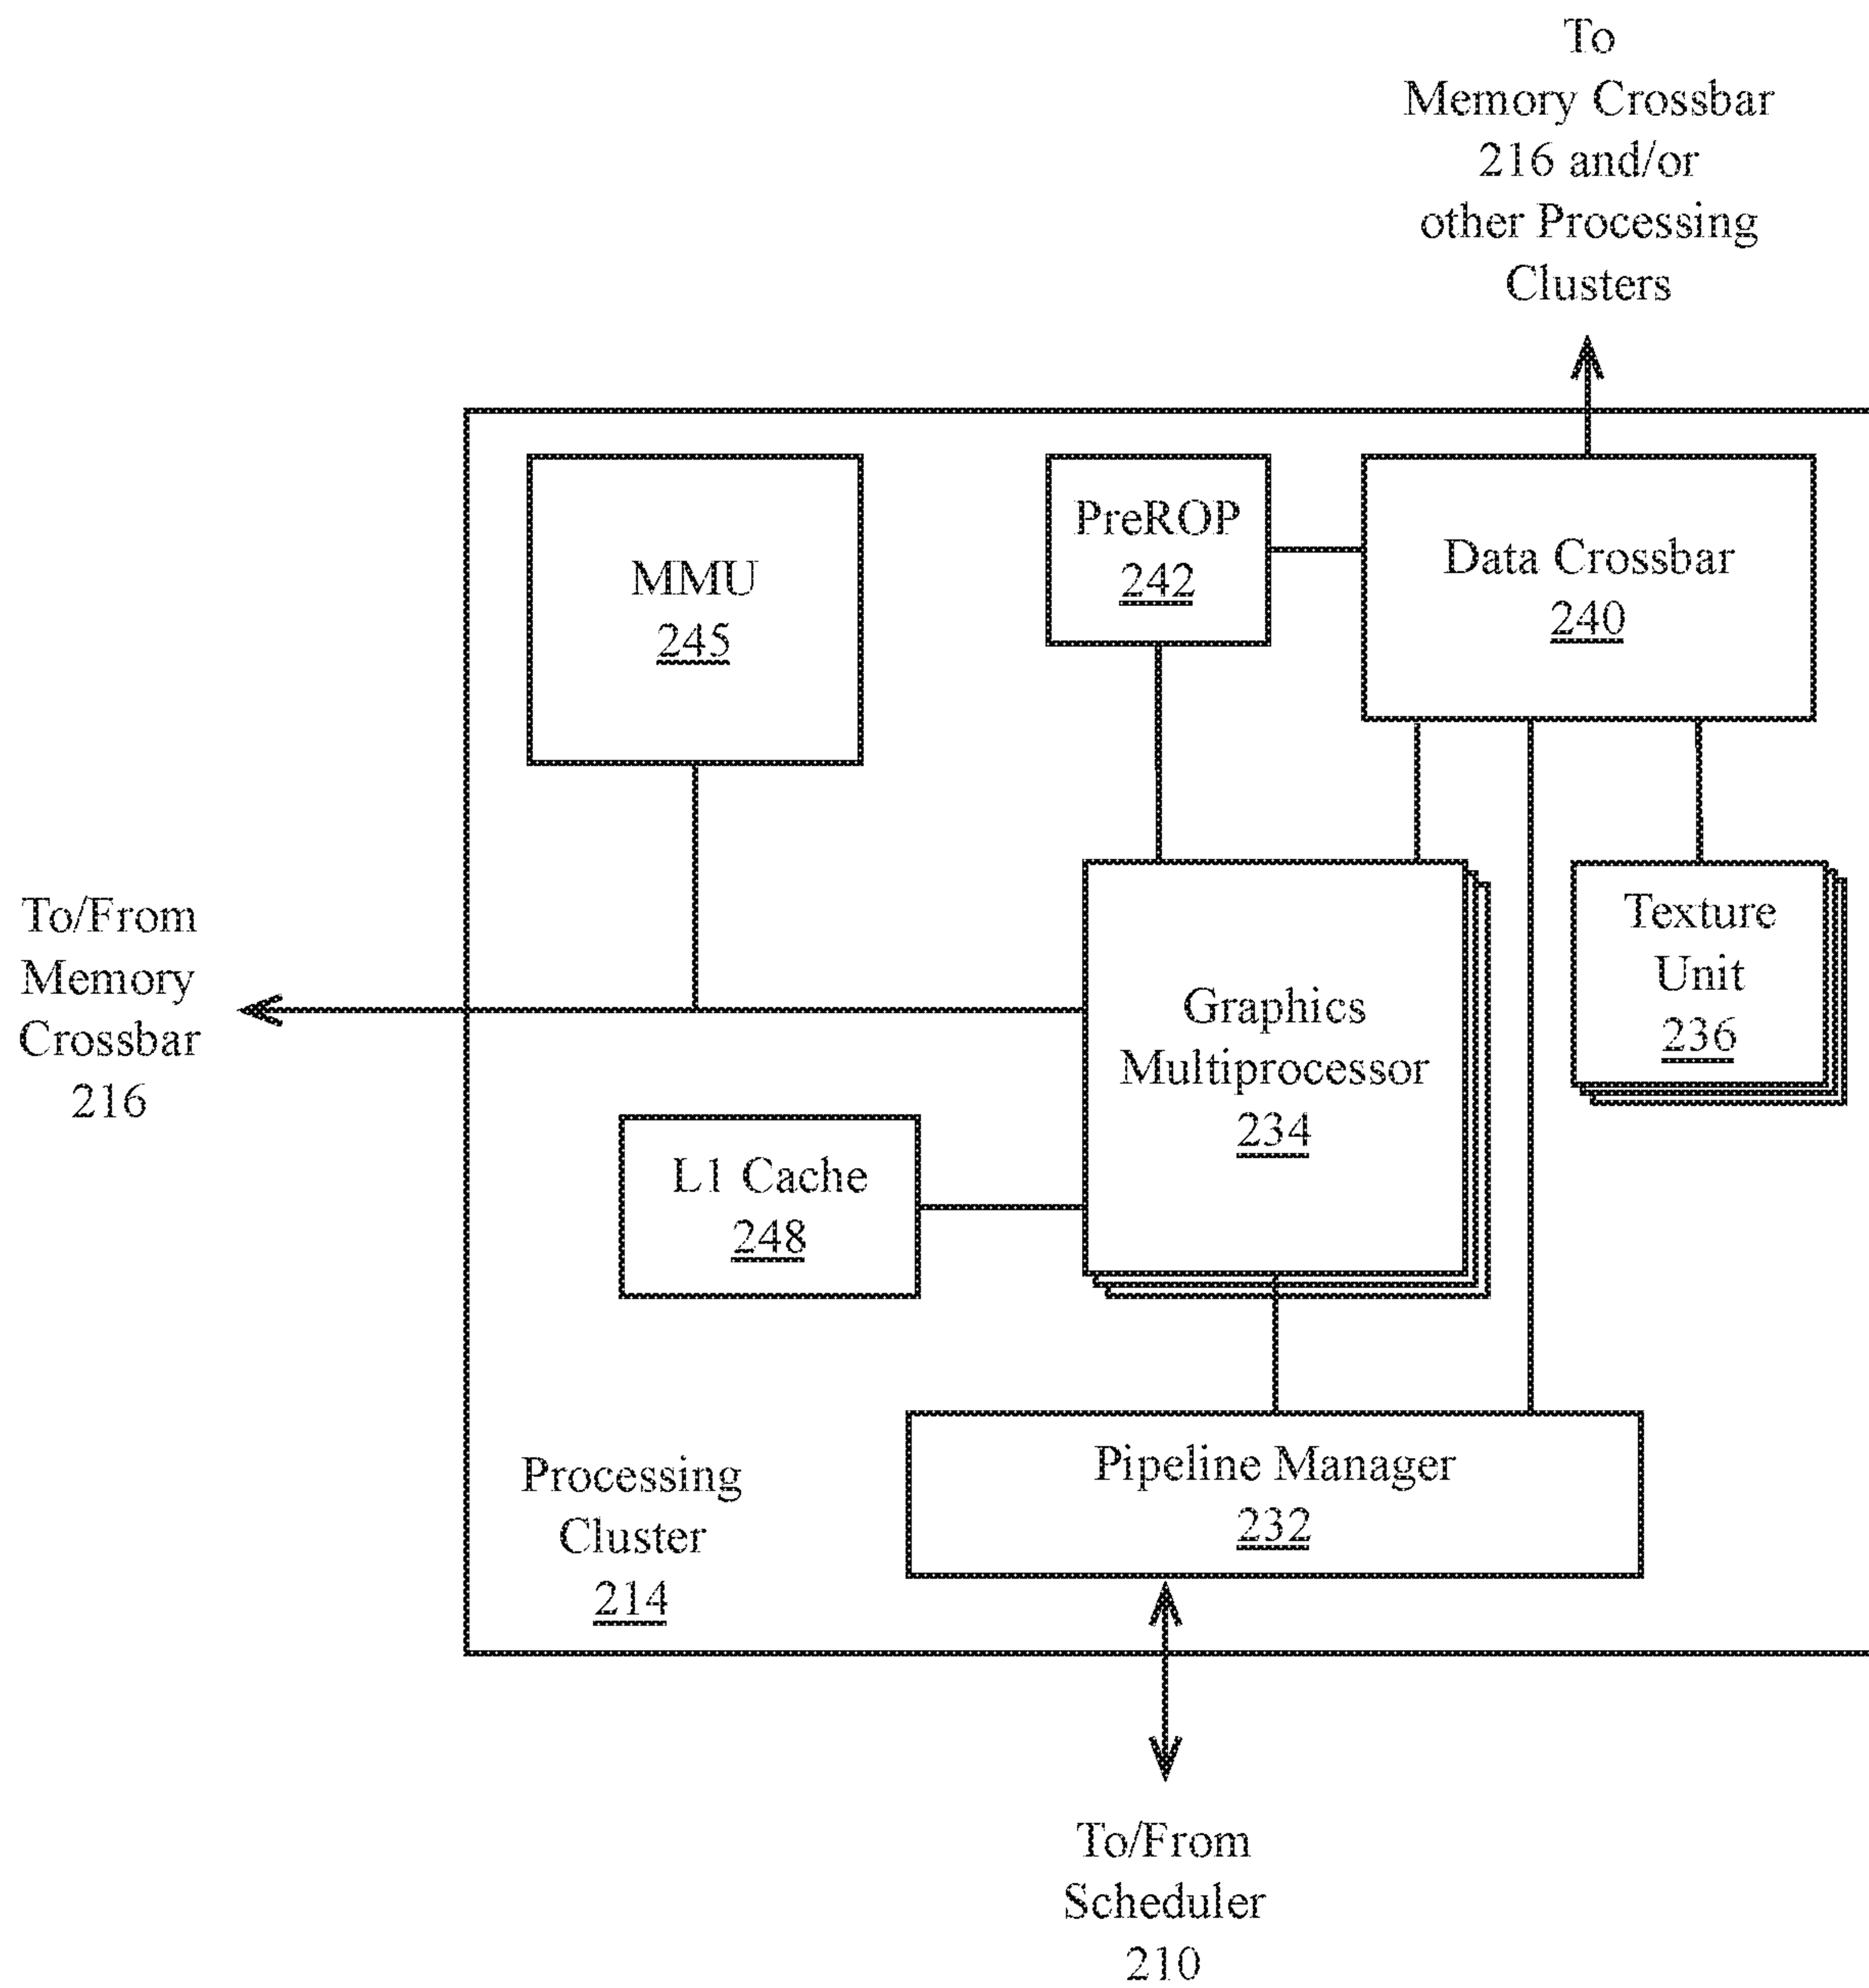 To
Memory Crossbar
216 and/or
other Processing
Clusters
MMU
245
PreROP
242
Data Crossbar
240
To/From
Memory
Crossbar
216
Graphics
Multiprocessor
234
Texture
Unit
236
L1 Cache
248
Processing
Cluster
214
Pipeline Manager
232
To/From
Scheduler
210